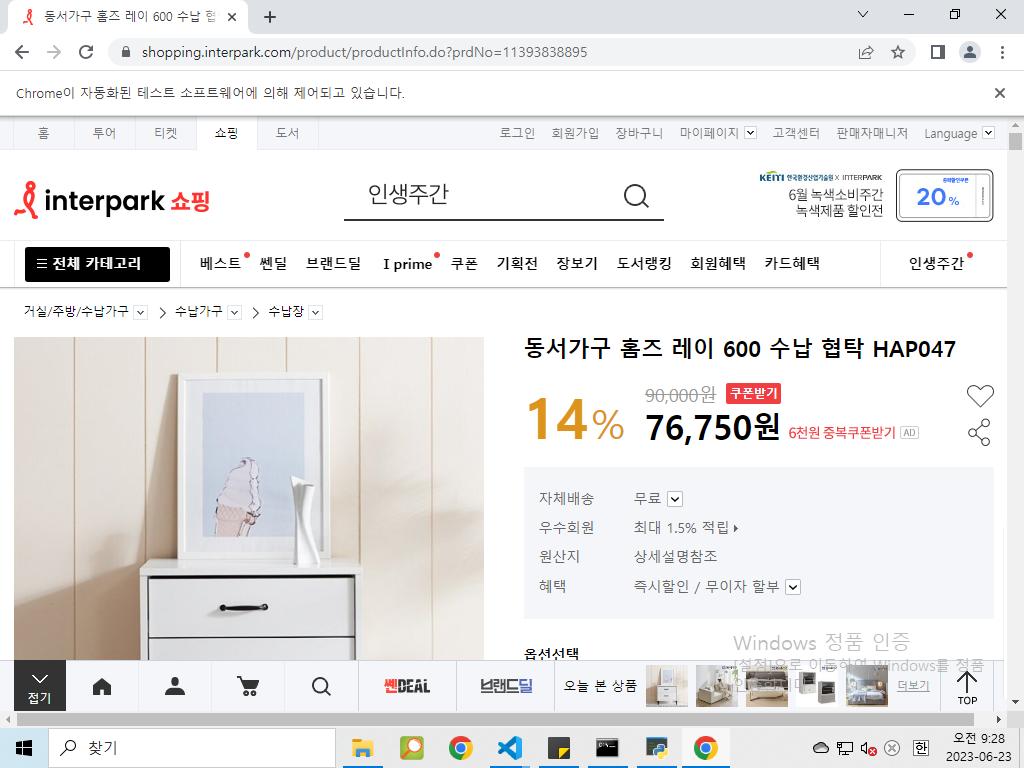 동서가구 홈즈 레이 600 수납 협
shopping.interpark.com/product/productInfo.do?prdNo=11393838895
Chrome이 자동화된 테스트 소프트웨어에 의해 제어되고 있습니다.
홈 투어 티켓 쇼핑 도서 로그인 회원가입 장바구니 마이페이지 고객센터 판매자매니저 Language
interpark 쇼핑
인생주간
KEITI 한국환경산업기술원 X INTERPARK
6월 녹색소비주간
녹색제품 할인전
20%
전체 카테고리 베스트 쎈딜 브랜드딜 I prime 쿠폰 기획전 장보기 도서랭킹 회원혜택 카드혜택 인생주간
거실/주방/수납가구 수납가구 수납장
동서가구 홈즈 레이 600 수납 협탁 HAP047
14%
90,000원 쿠폰받기
76,750원 6천원 중복쿠폰받기 AD
자체배송 무료
우수회원 최대 1.5% 적립
원산지 상세설명참조
혜택 즉시할인 / 무이자 할부
옵션선택
Windows 정품 인증
[설정]으로 이동하여 Windows를 정품
접기
쎈DEAL
브랜드딜
오늘 본 상품
더보기
TOP
찾기
한
오전 9:28
2023-06-23